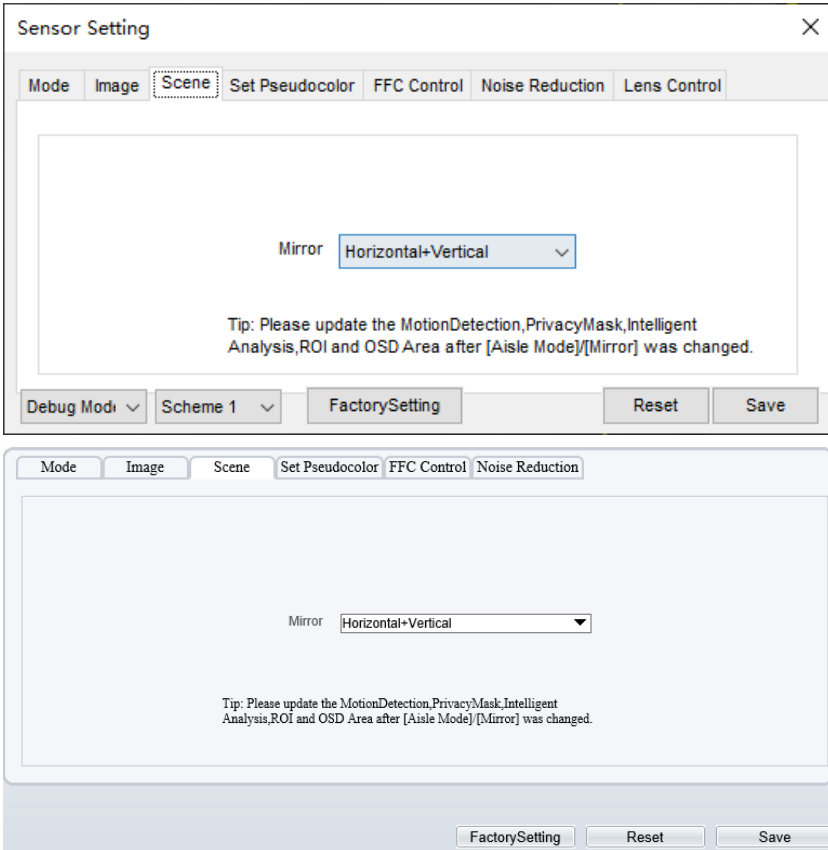 Sensor Setting
Mode Image Scene Set Pseudocolor FFC Control Noise Reduction Lens Control
Mirror Horizontal+Vertical
Tip: Please update the MotionDetection,PrivacyMask,Intelligent
Analysis,ROI and OSD Area after [Aisle Mode]/[Mirror] was changed.
Debug Mod Scheme 1 FactorySetting Reset Save
Mode Image Scene Set Pseudocolor FFC Control Noise Reduction
Mirror Horizontal+Vertical
Tip: Please update the MotionDetection,PrivacyMask,Intelligent
Analysis,ROI and OSD Area after [Aisle Mode]/[Mirror] was changed.
FactorySetting Reset Save